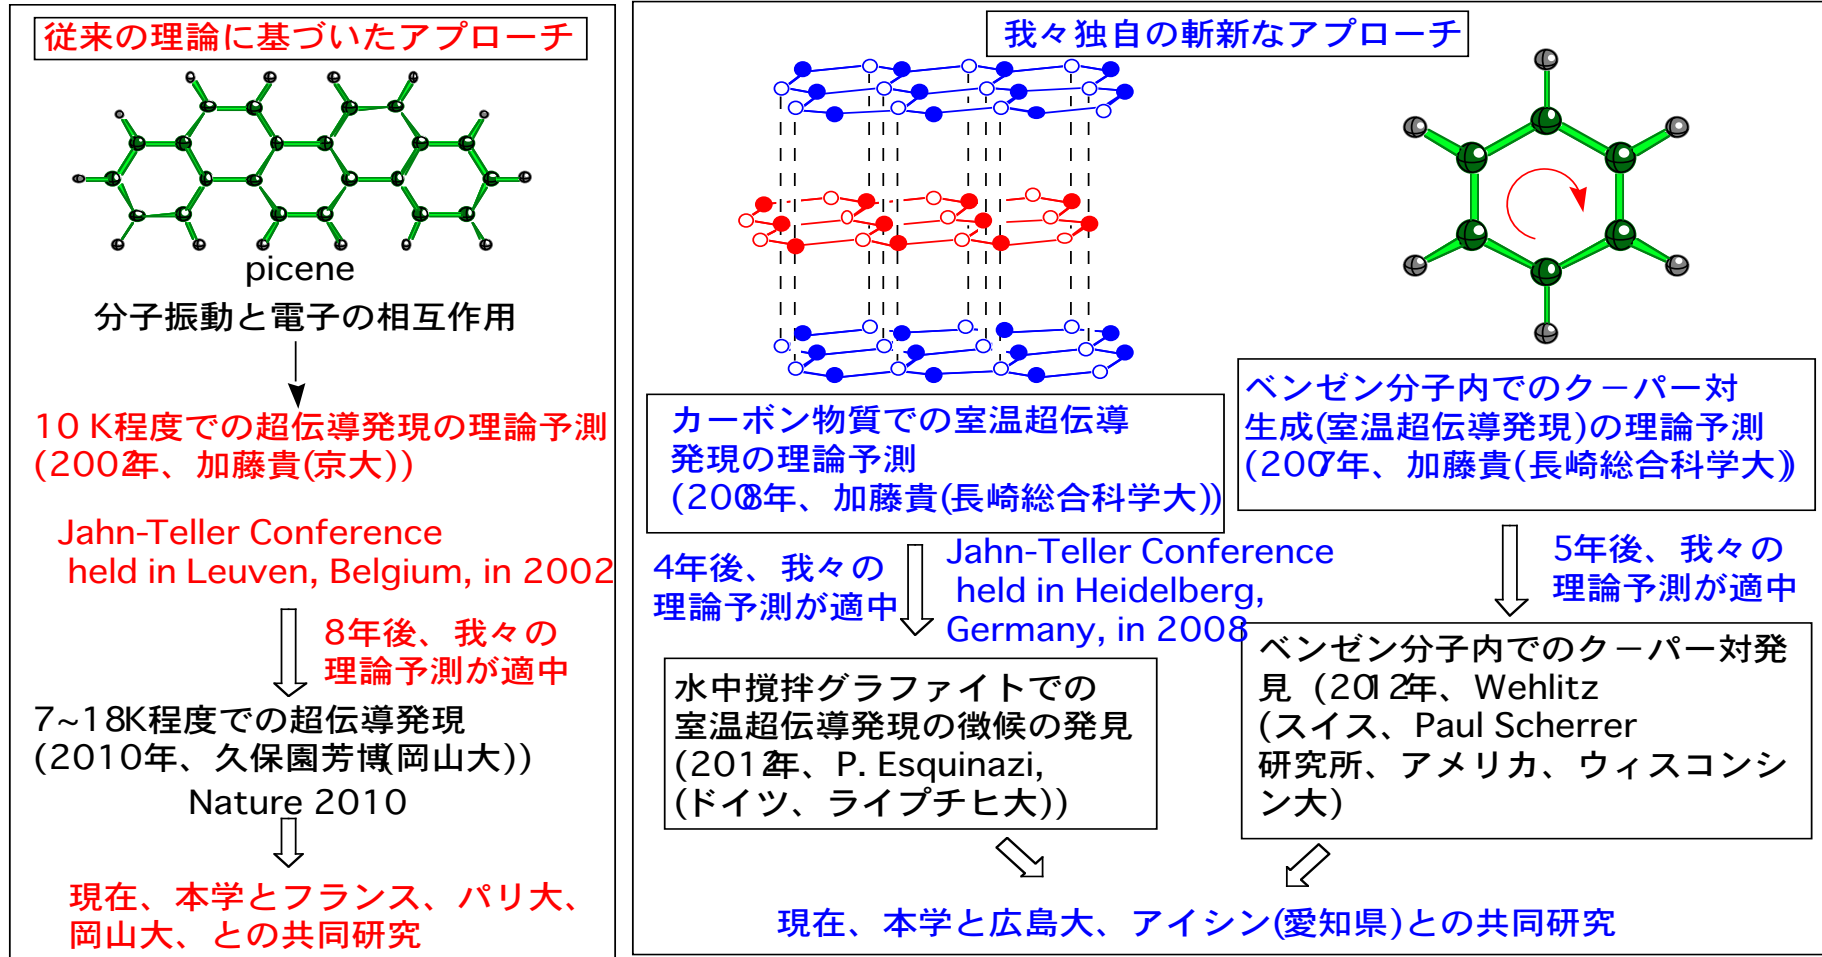 従来の理論に基づいたアプローチ
picene
分子振動と電子の相互作用
10 K程度での超伝導発現の理論予測
(2002年、加藤貴(京大))
Jahn-Teller Conference
held in Leuven, Belgium, in 2002
8年後、我々の
理論予測が適中
7~18K程度での超伝導発現
(2010年、久保園芳博(岡山大))
Nature 2010
現在、本学とフランス、パリ大、
岡山大、との共同研究
我々独自の斬新なアプローチ
カーボン物質での室温超伝導
発現の理論予測
(2008年、加藤貴(長崎総合科学大))
4年後、我々の
理論予測が適中
Jahn-Teller Conference
held in Heidelberg,
Germany, in 2008
水中撹拌グラファイトでの
室温超伝導発現の徴候の発見
(2012年、P. Esquinazi,
(ドイツ、ライプチヒ大))
ベンゼン分子内でのクーパー対
生成(室温超伝導発現)の理論予測
(2007年、加藤貴(長崎総合科学大))
5年後、我々の
理論予測が適中
ベンゼン分子内でのクーパー対発
見 (2012年、Wehlitz
(スイス、Paul Scherrer
研究所、アメリカ、ウィスコンシ
ン大)
現在、本学と広島大、アイシン(愛知県)との共同研究